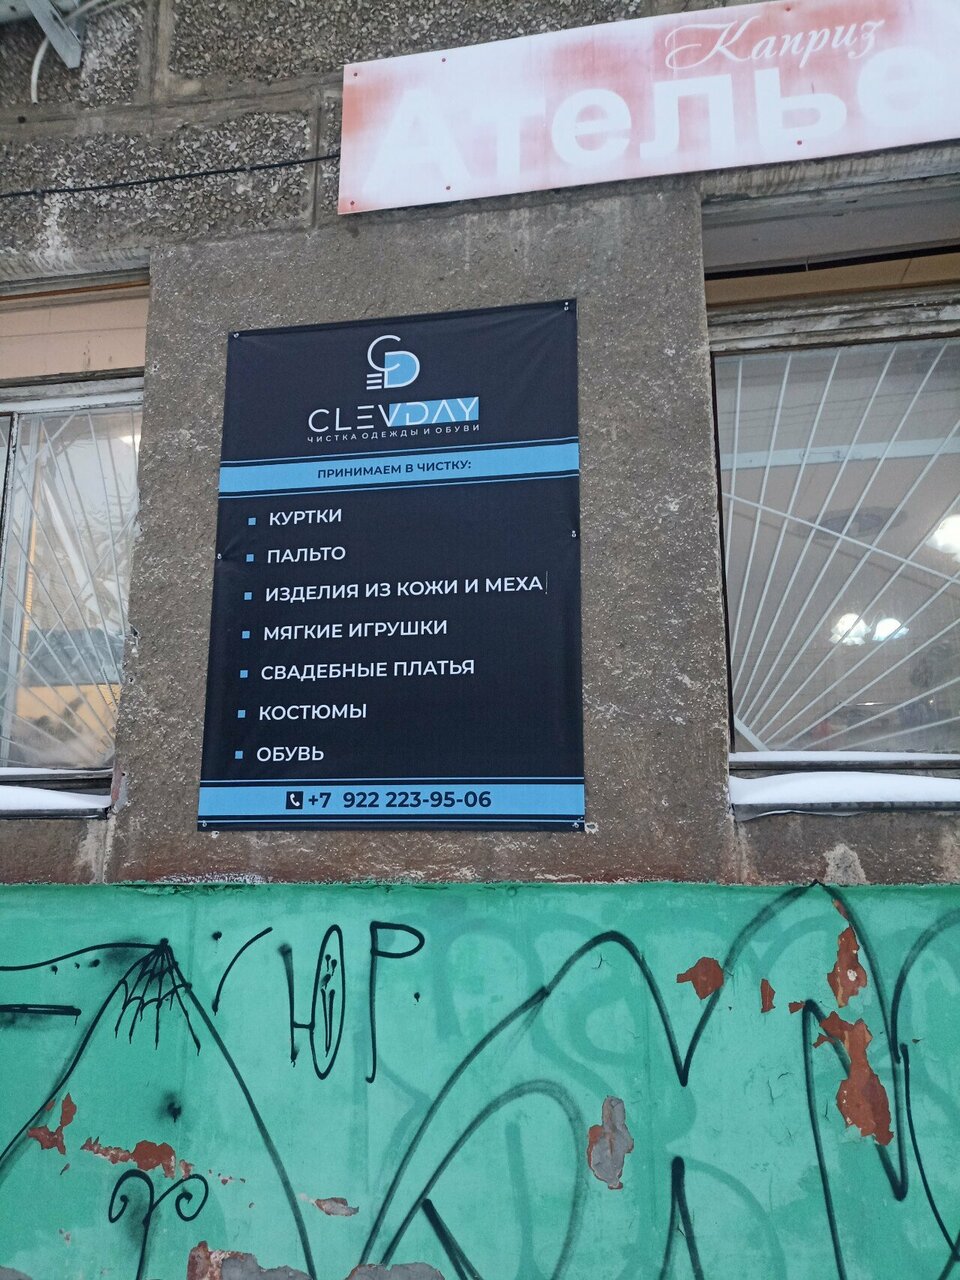 Каприз
Ателье
CLEVDAY
ЧИСТКА ОДЕЖДЫ И ОБУВИ
ПРИНИМАЕМ В ЧИСТКУ:
КУРТКИ
ПАЛЬТО
ИЗДЕЛИЯ ИЗ КОЖИ И МЕХА
МЯГКИЕ ИГРУШКИ
СВАДЕБНЫЕ ПЛАТЬЯ
КОСТЮМЫ
ОБУВЬ
+7 922 223-95-06
ЮР